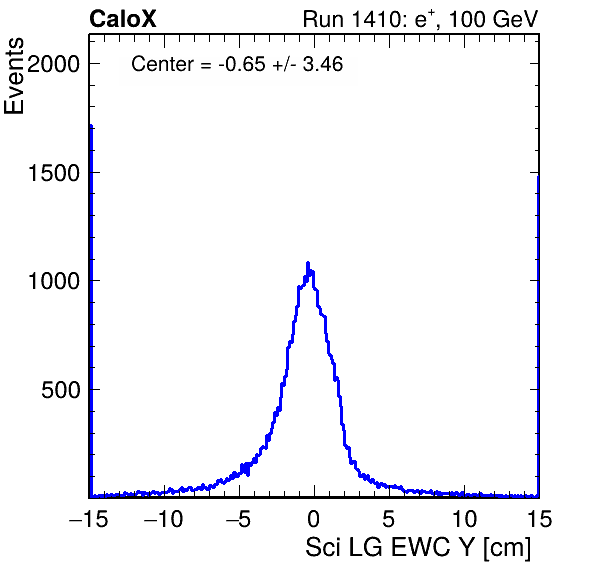 CaloX Run 1410: e+, 100 GeV
Events
Center = -0.65 +/- 3.46
2000
1500
1000
500
−15 −10 −5 0 5 10 15
Sci LG EWC Y [cm]